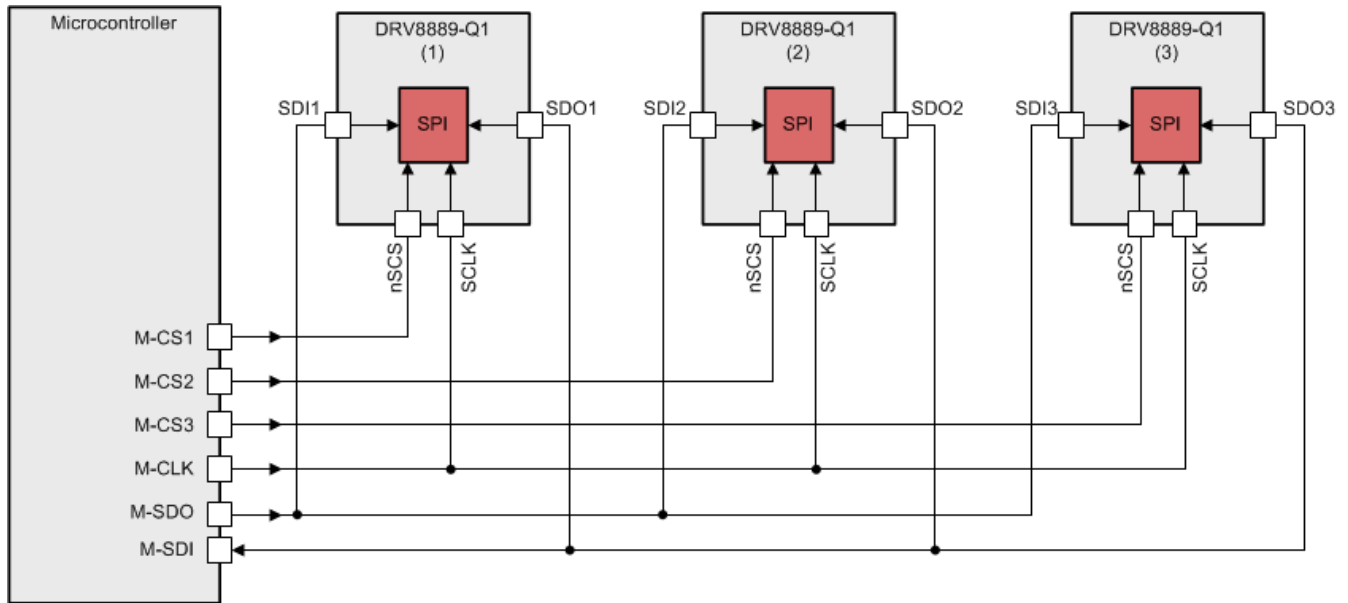 Microcontroller
DRV8889-Q1
(1)
DRV8889-Q1
(2)
DRV8889-Q1
(3)
SDI1
SPI
SDO1
SDI2
SPI
SDO2
SDI3
SPI
SDO3
nSCS
SCLK
nSCS
SCLK
nSCS
SCLK
M-CS1
M-CS2
M-CS3
M-CLK
M-SDO
M-SDI